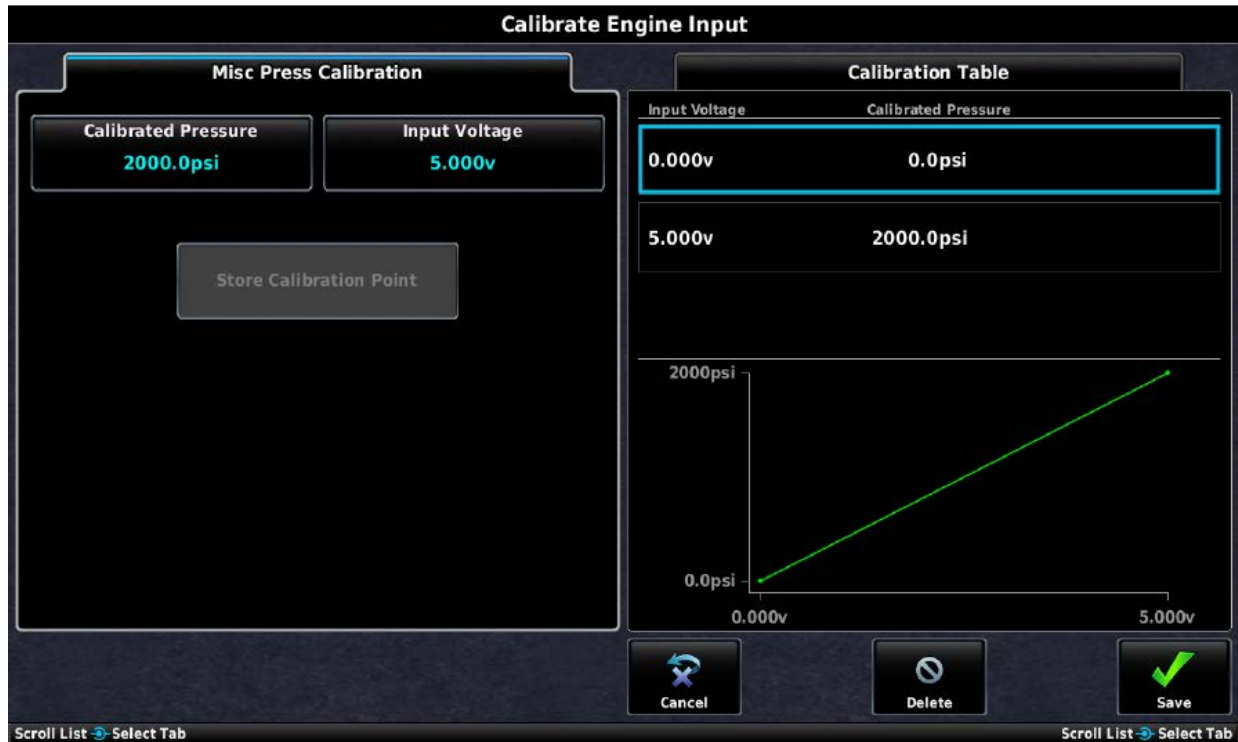 Calibrate Engine Input
Misc Press Calibration
Calibrated Pressure
2000.0psi
Input Voltage
5.000v
Store Calibration Point
Calibration Table
Input Voltage Calibrated Pressure
0.000v 0.0psi
5.000v 2000.0psi
2000psi
0.0psi
0.000v 5.000v
Cancel
Delete
Save
Scroll List Select Tab
Scroll List Select Tab